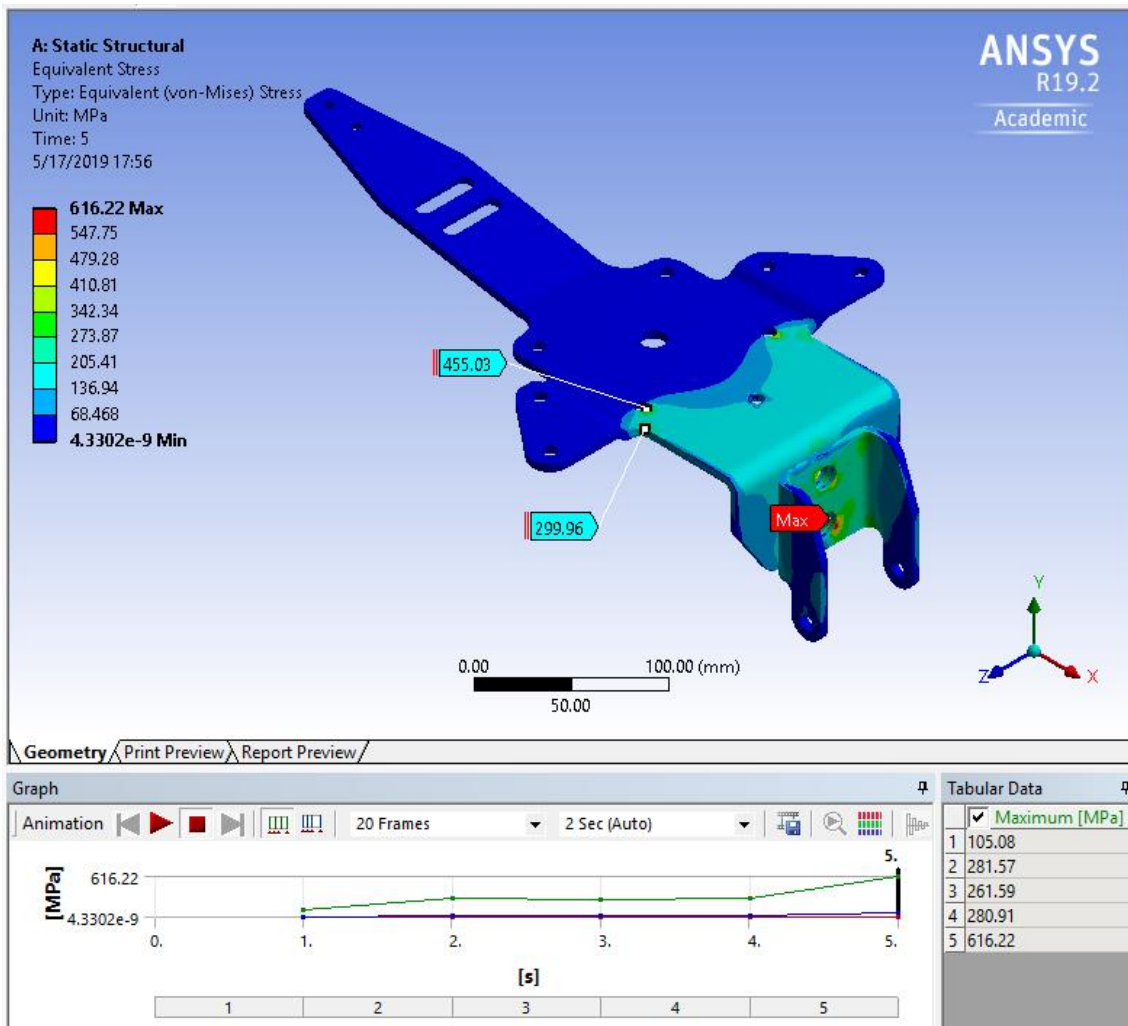 A: Static Structural
Equivalent Stress
Type: Equivalent (von-Mises) Stress
Unit: MPa
Time: 5
5/17/2019 17:56
ANSYS
R19.2
Academic
616.22 Max
547.75
479.28
410.81
342.34
273.87
205.41
136.94
68.468
4.3302e-9 Min
455.03
299.96
Max
0.00
100.00 (mm)
50.00
Y
Z
X
Geometry Print Preview Report Preview
Graph
Animation 20 Frames 2 Sec (Auto)
[MPa]
616.22
4.3302e-9
5.
0. 1. 2. 3. 4. 5.
[s]
1 2 3 4 5
Tabular Data
Maximum [MPa]
1 105.08
2 281.57
3 261.59
4 280.91
5 616.22